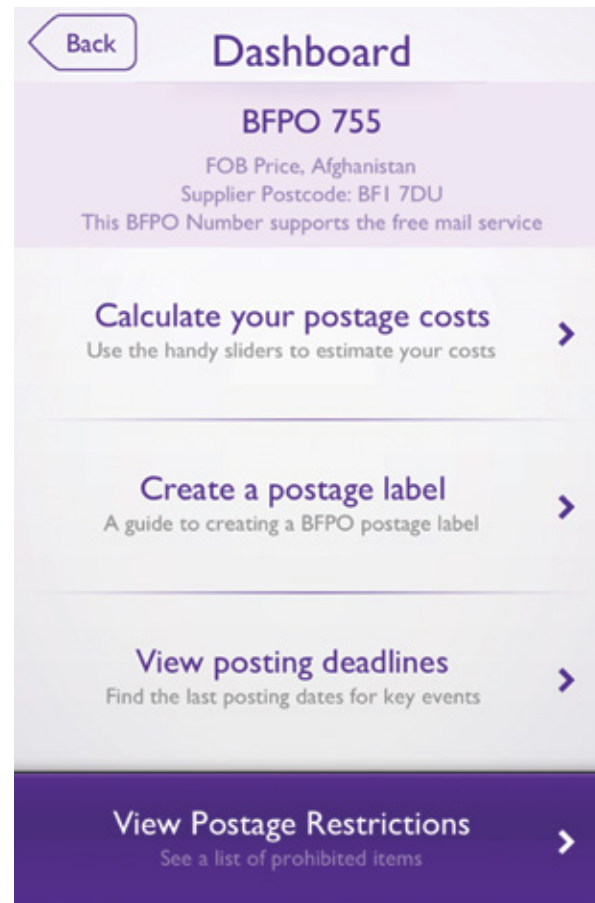 Back
Dashboard
BFPO 755
FOB Price, Afghanistan
Supplier Postcode: BF1 7DU
This BFPO Number supports the free mail service
Calculate your postage costs
Use the handy sliders to estimate your costs
Create a postage label
A guide to creating a BFPO postage label
View posting deadlines
Find the last posting dates for key events
View Postage Restrictions
See a list of prohibited items